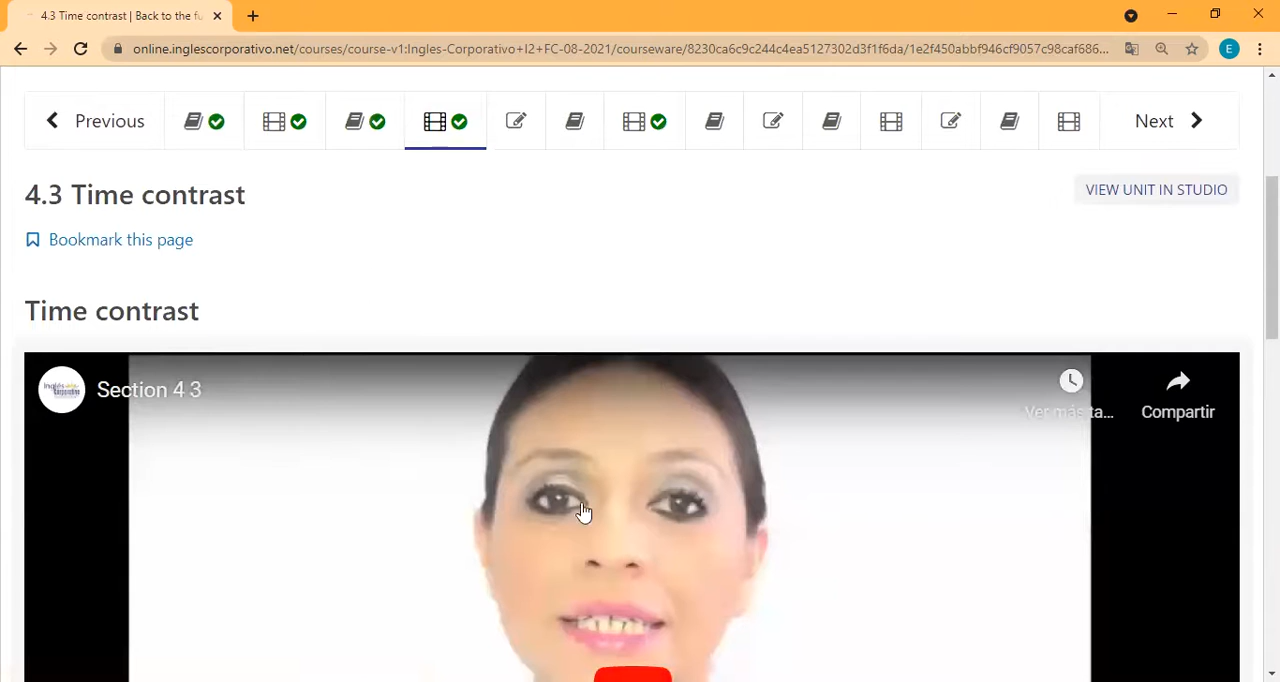 4.3 Time contrast | Back to the fu
online.inglescorporativo.net/courses/course-v1:Ingles-Corporativo+I2+FC-08-2021/courseware/8230ca6c9c244c4ea5127302d3f1f6da/1e2f450abbf946cf9057c98caf686...
E
Previous
Next
4.3 Time contrast
VIEW UNIT IN STUDIO
Bookmark this page
Time contrast
Section 4 3
Ver más ta...
Compartir